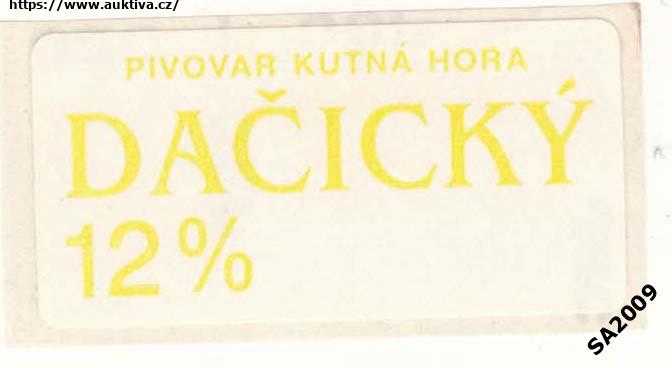 https://www.auktiva.cz/
PIVOVAR KUTNÁ HORA
DAČICKÝ
12%
SA2009